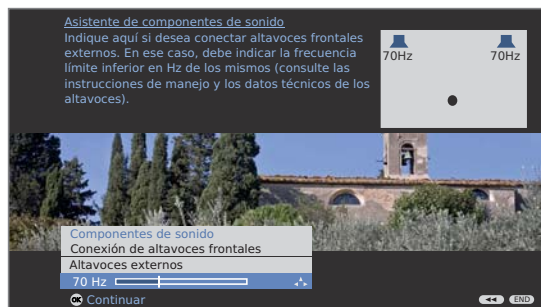 Asistente de componentes de sonido
Indique aquí si desea conectar altavoces frontales
externos. En ese caso, debe indicar la frecuencia
límite inferior en Hz de los mismos (consulte las
instrucciones de manejo y los datos técnicos de los
altavoces).
70Hz 70Hz
Componentes de sonido
Conexión de altavoces frontales
Altavoces externos
70 Hz
OK Continuar
END